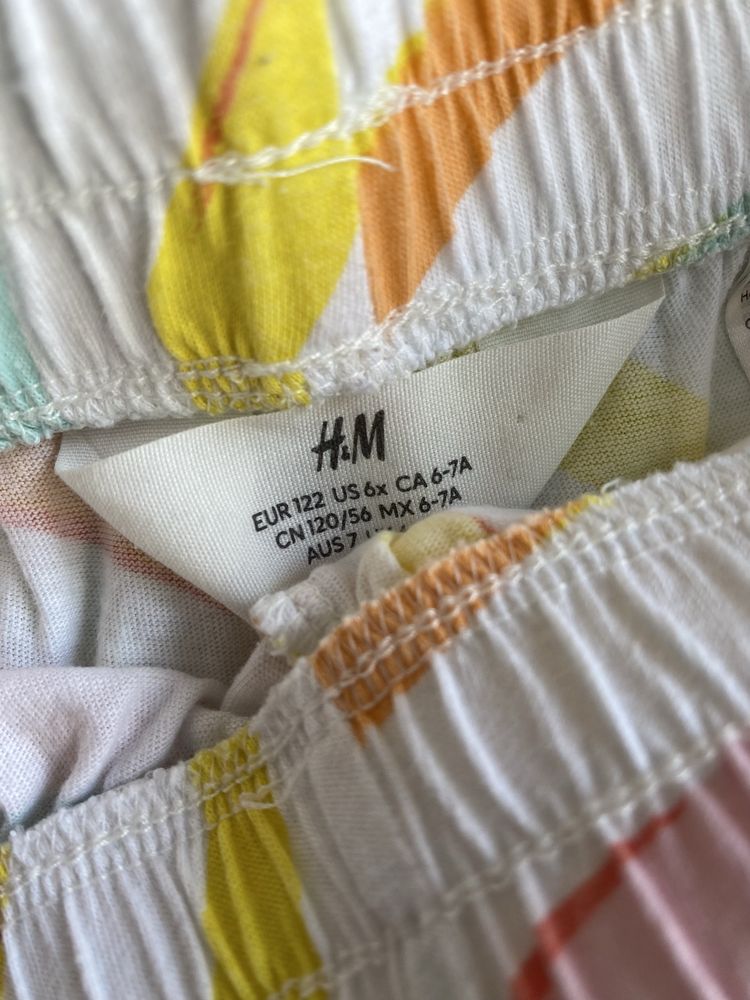 H&M
EUR 122 US 6x CA 6-7A
CN 120/56 MX 6-7A
AUS 7